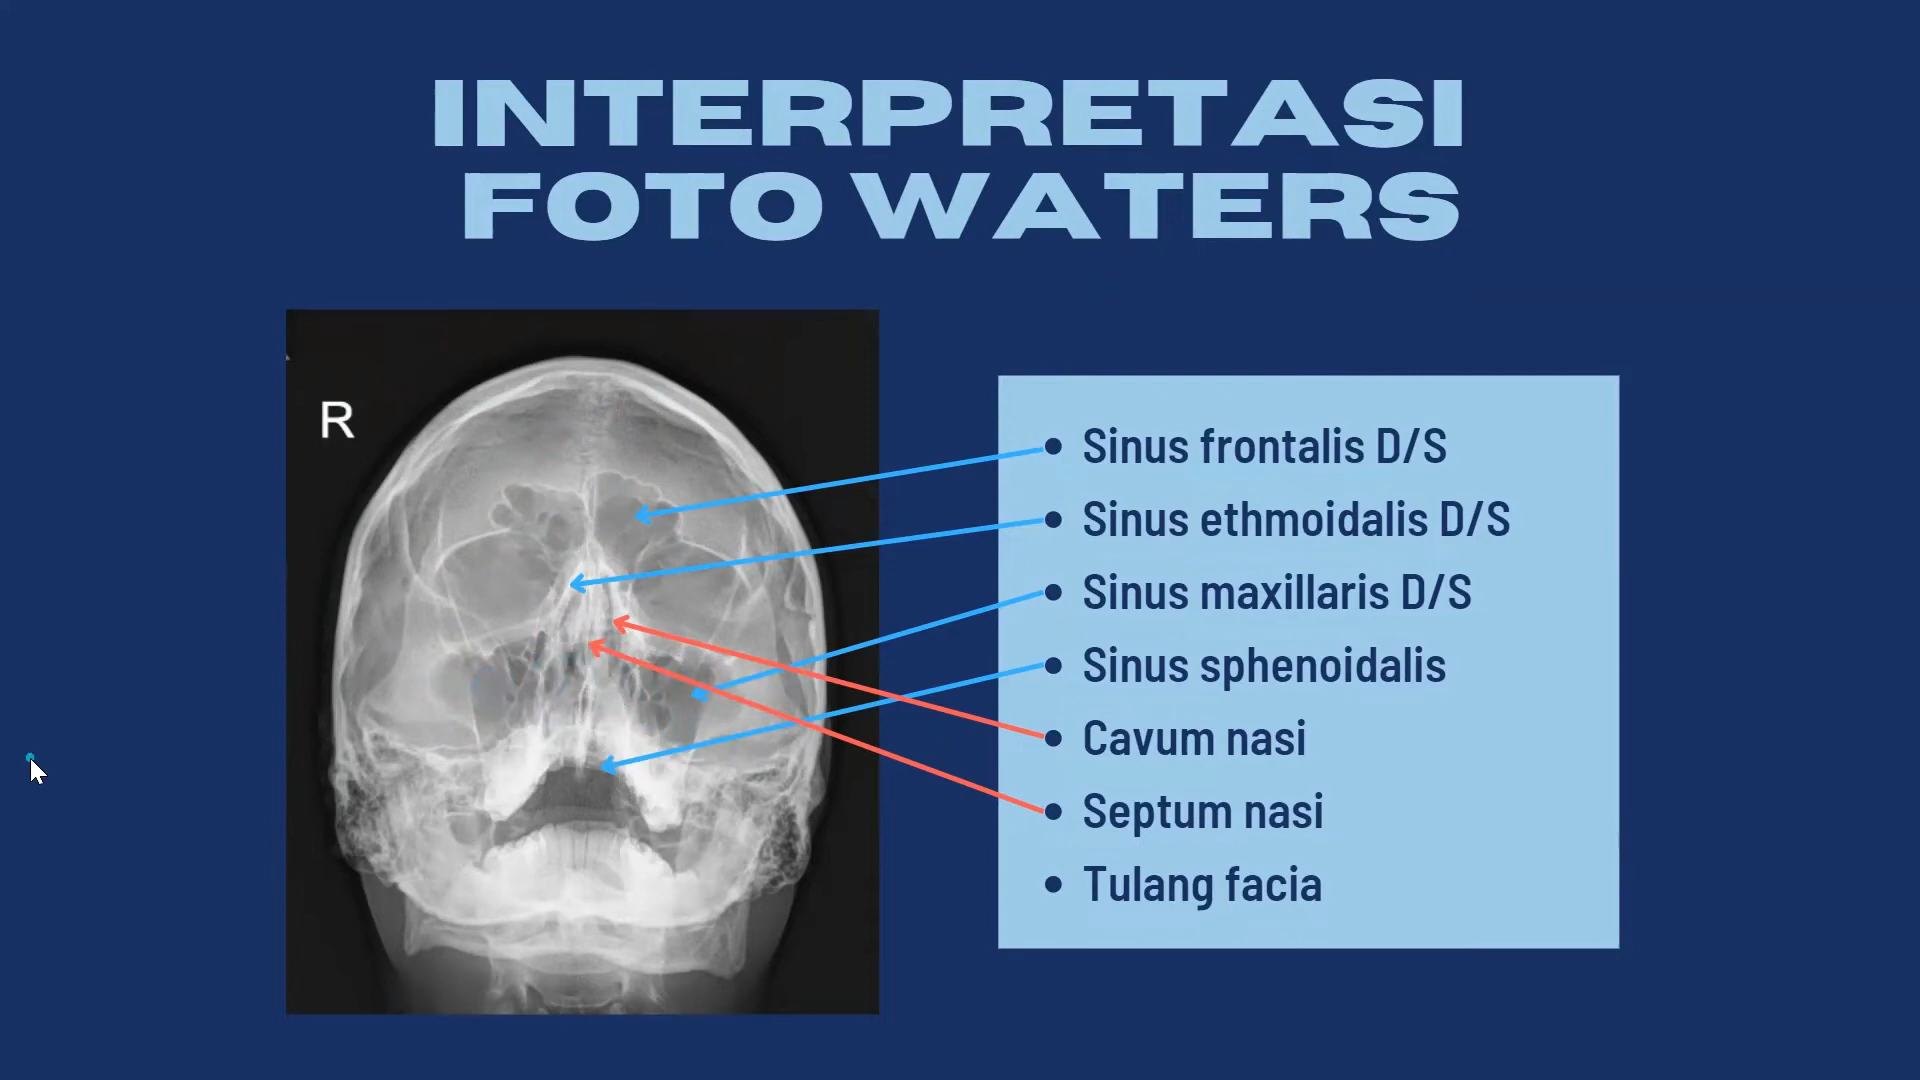 INTERPRETASI
FOTO WATERS
R
• Sinus frontalis D/S
• Sinus ethmoidalis D/S
• Sinus maxillaris D/S
• Sinus sphenoidalis
• Cavum nasi
• Septum nasi
• Tulang facia